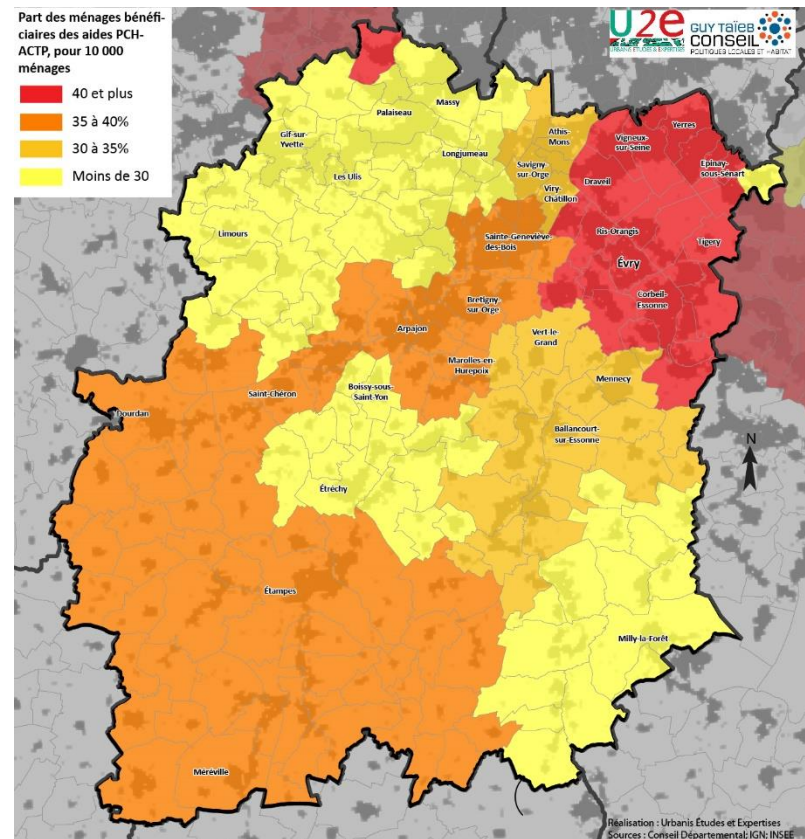 Part des ménages bénéfi-
ciaires des aides PCH-
ACTP, pour 10 000
ménages
40 et plus
35 à 40%
30 à 35%
Moins de 30
U2e
URBANIS ÉTUDES & EXPERTISES
GUY TAÏEB
CONSEIL
POLITIQUES LOCALES ET HABITAT
Palaiseau
Massy
Gif-sur-
Yvette
Longjumeau
Les Ulis
Limours
Athis-
Mons
Savigny-
sur-Orge
Viry-
Châtillon
Vigneux-
sur-Seine
Yerres
Epinay-
sous-Senart
Draveil
Ris-Orangis
Tigery
Évry
Corbeil-
Essonne
Sainte-Geneviève-
des-Bois
Bretigny-
sur-Orge
Arpajon
Vert-le-
Grand
Marolles-en-
Hurepoix
Mennecy
Boissy-sous-
Saint-Yon
Saint-Chéron
Dourdan
Ballancourt-
sur-Essonne
N
Étréchy
Étampes
Milly-la-Forêt
Méréville
Réalisation : Urbanis Études et Expertises
Sources : Conseil Départemental; IGN; INSEE